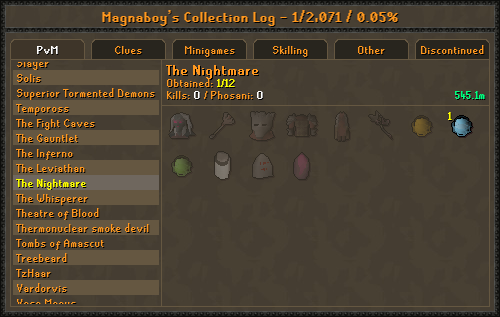 Magnaboy's Collection Log - 1/2,071 / 0.05%
PvM Clues Minigames Skilling Other Discontinued
Slayer
Solis
Superior Tormented Demons
Tempoross
The Fight Caves
The Gauntlet
The Inferno
The Leviathan
The Nightmare
The Whisperer
Theatre of Blood
Thermonuclear smoke devil
Tombs of Amascut
Treebeard
TzHaar
Vardorvis
The Nightmare
Obtained: 1/12
Kills: 0 / Phosani: 0
545.1m
1